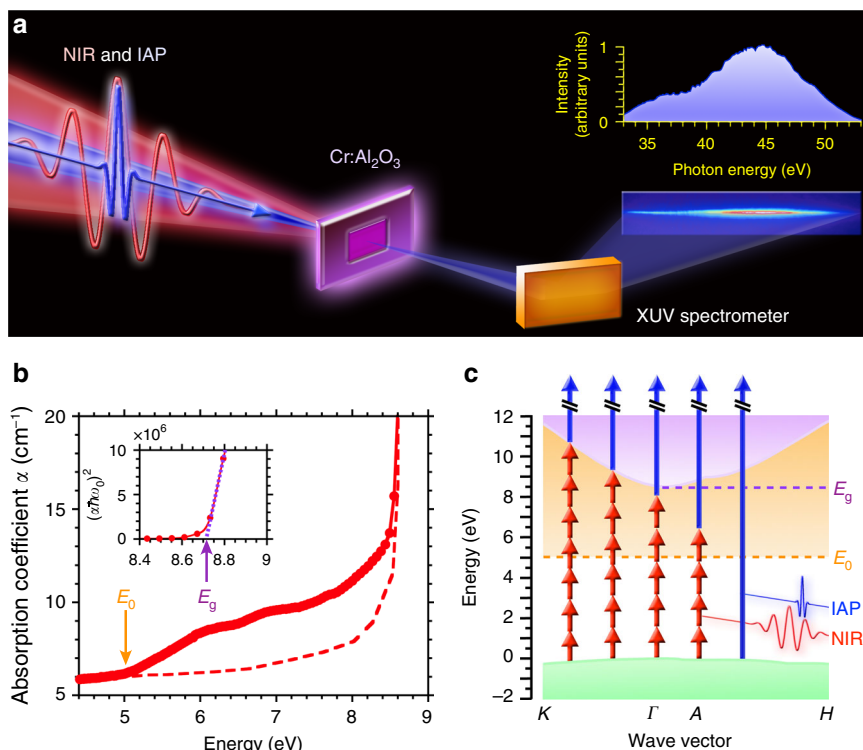 a
NIR and IAP
Cr:Al₂O₃
XUV spectrometer
Intensity
(arbitrary units)
1
0
35 40 45 50
Photon energy (eV)
b
Absorption coefficient α (cm⁻¹)
20
15
10
5
4 5 6 7 8 9
Energy (eV)
E₀
E_g
×10⁶
(αħω₀)²
10
5
0
8.4 8.6 8.8 9
c
Energy (eV)
12
10
8
6
4
2
0
−2
E_g
E₀
IAP
NIR
K Γ A H
Wave vector